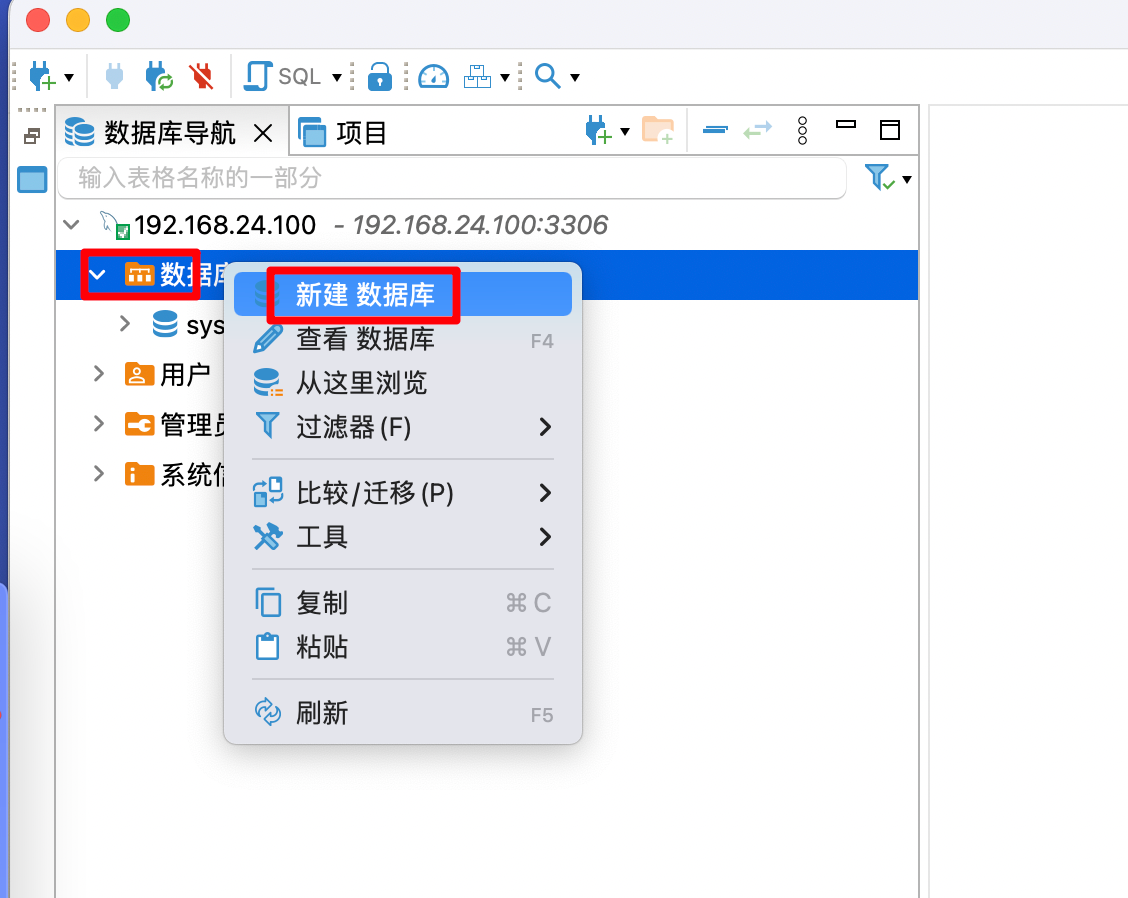 SQL
数据库导航
项目
输入表格名称的一部分
192.168.24.100 - 192.168.24.100:3306
数据库
新建 数据库
sys
查看 数据库 F4
用户
从这里浏览
管理员
过滤器 (F)
系统信
比较/迁移 (P)
工具
复制 ⌘ C
粘贴 ⌘ V
刷新 F5